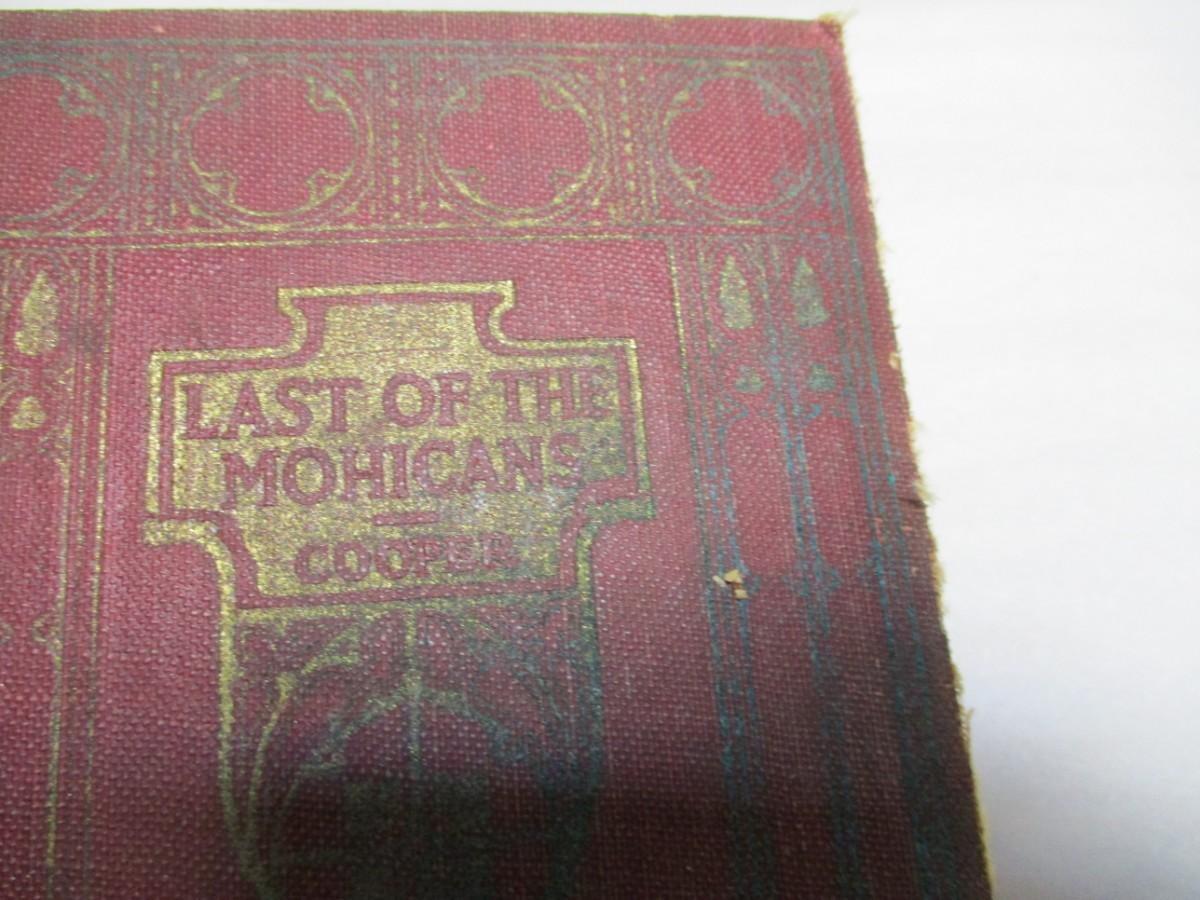 LAST OF THE
MOHICANS
COOPER